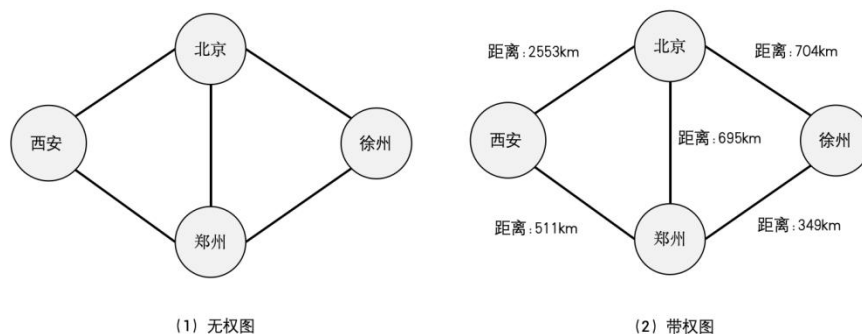 北京
西安
徐州
郑州
(1) 无权图
北京
距离:2553km
距离:704km
西安
距离:695km
徐州
距离:511km
距离:349km
郑州
(2) 带权图